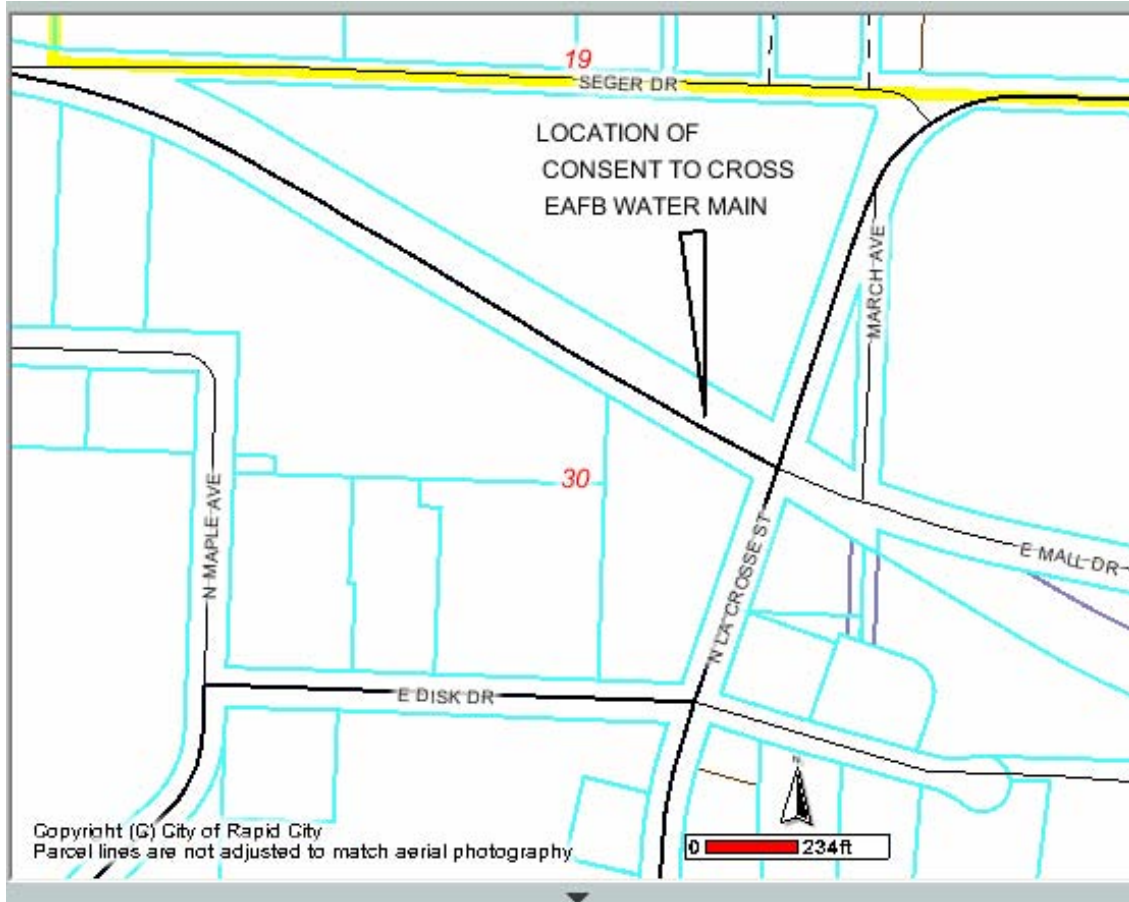 19
SEGER DR
LOCATION OF
CONSENT TO CROSS
EAFB WATER MAIN
MARCH AVE
30
N MAPLE AVE
N LA CROSSE ST
E MALL DR
E DISK DR
N
0 234ft
Copyright (C) City of Rapid City
Parcel lines are not adjusted to match aerial photography